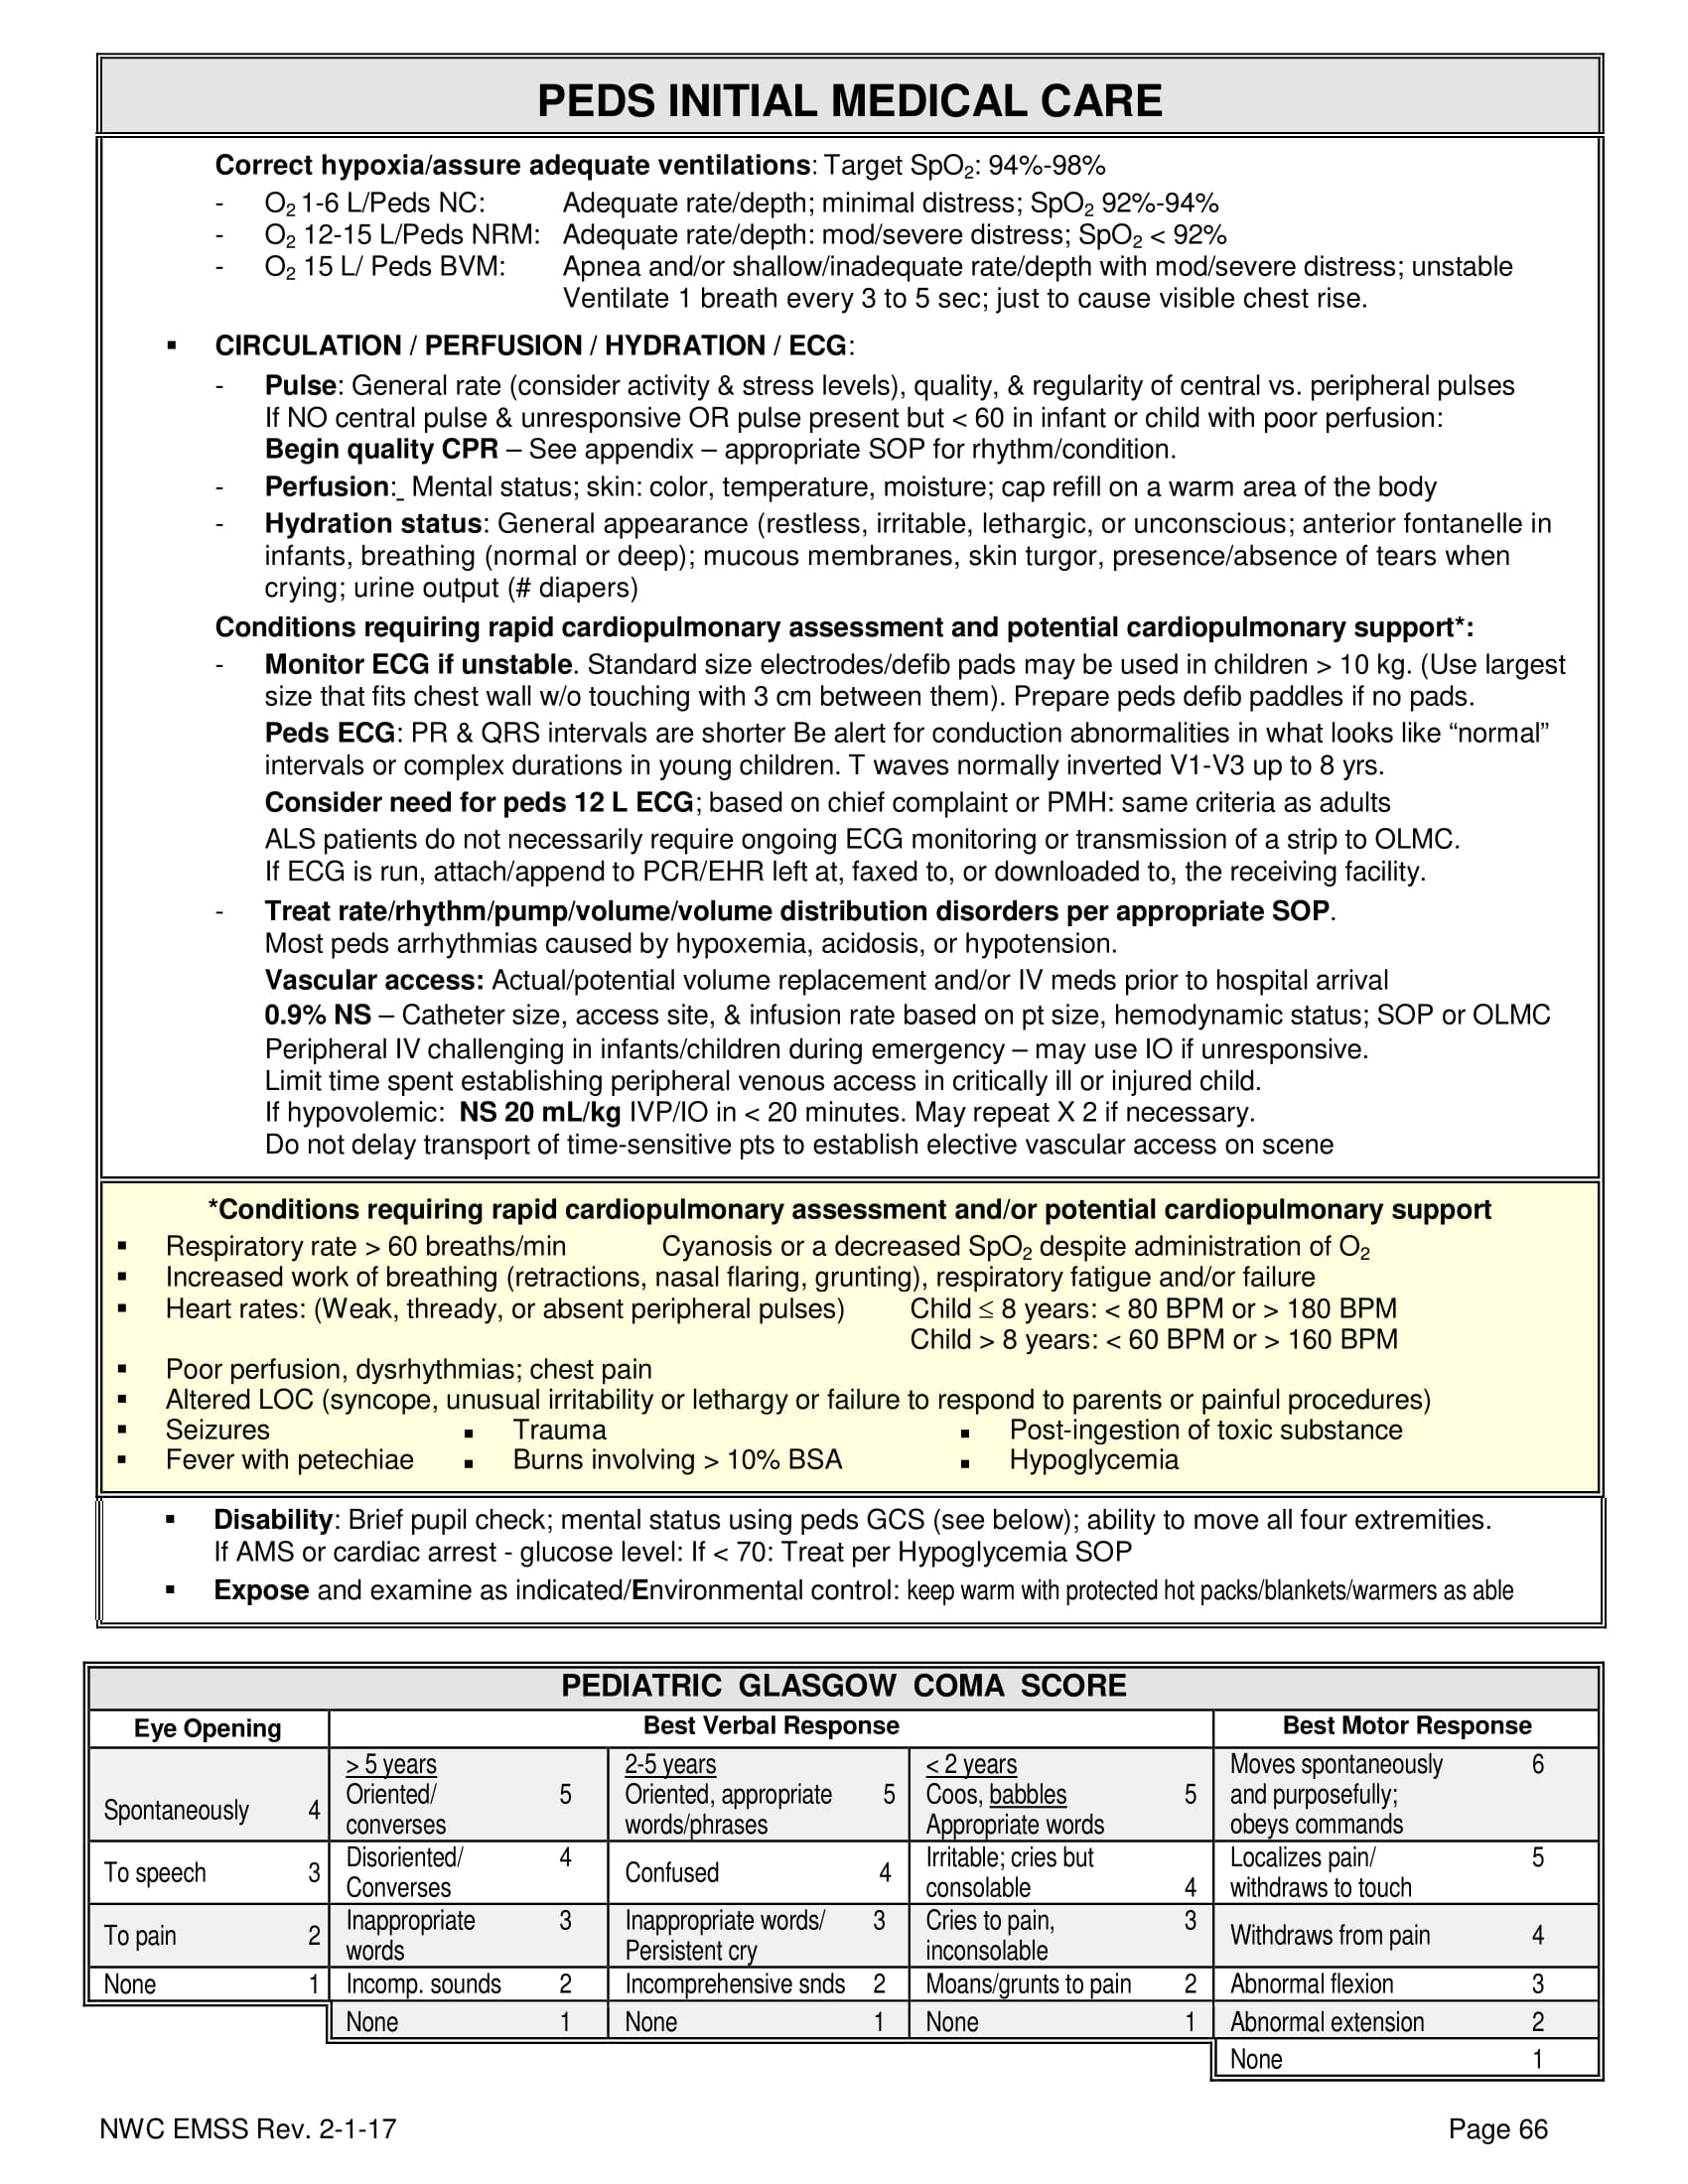 PEDS INITIAL MEDICAL CARE
Correct hypoxia/assure adequate ventilations: Target SpO2: 94%-98%
- O2 1-6 L/Peds NC: Adequate rate/depth; minimal distress; SpO2 92%-94%
- O2 12-15 L/Peds NRM: Adequate rate/depth: mod/severe distress; SpO2 < 92%
- O2 15 L/ Peds BVM: Apnea and/or shallow/inadequate rate/depth with mod/severe distress; unstable
Ventilate 1 breath every 3 to 5 sec; just to cause visible chest rise.
▪ CIRCULATION / PERFUSION / HYDRATION / ECG:
- Pulse: General rate (consider activity & stress levels), quality, & regularity of central vs. peripheral pulses
If NO central pulse & unresponsive OR pulse present but < 60 in infant or child with poor perfusion:
Begin quality CPR – See appendix – appropriate SOP for rhythm/condition.
- Perfusion: Mental status; skin: color, temperature, moisture; cap refill on a warm area of the body
- Hydration status: General appearance (restless, irritable, lethargic, or unconscious; anterior fontanelle in
infants, breathing (normal or deep); mucous membranes, skin turgor, presence/absence of tears when
crying; urine output (# diapers)
Conditions requiring rapid cardiopulmonary assessment and potential cardiopulmonary support*:
- Monitor ECG if unstable. Standard size electrodes/defib pads may be used in children > 10 kg. (Use largest
size that fits chest wall w/o touching with 3 cm between them). Prepare peds defib paddles if no pads.
Peds ECG: PR & QRS intervals are shorter Be alert for conduction abnormalities in what looks like “normal”
intervals or complex durations in young children. T waves normally inverted V1-V3 up to 8 yrs.
Consider need for peds 12 L ECG; based on chief complaint or PMH: same criteria as adults
ALS patients do not necessarily require ongoing ECG monitoring or transmission of a strip to OLMC.
If ECG is run, attach/append to PCR/EHR left at, faxed to, or downloaded to, the receiving facility.
- Treat rate/rhythm/pump/volume/volume distribution disorders per appropriate SOP.
Most peds arrhythmias caused by hypoxemia, acidosis, or hypotension.
Vascular access: Actual/potential volume replacement and/or IV meds prior to hospital arrival
0.9% NS – Catheter size, access site, & infusion rate based on pt size, hemodynamic status; SOP or OLMC
Peripheral IV challenging in infants/children during emergency – may use IO if unresponsive.
Limit time spent establishing peripheral venous access in critically ill or injured child.
If hypovolemic: NS 20 mL/kg IVP/IO in < 20 minutes. May repeat X 2 if necessary.
Do not delay transport of time-sensitive pts to establish elective vascular access on scene
*Conditions requiring rapid cardiopulmonary assessment and/or potential cardiopulmonary support
▪ Respiratory rate > 60 breaths/min Cyanosis or a decreased SpO2 despite administration of O2
▪ Increased work of breathing (retractions, nasal flaring, grunting), respiratory fatigue and/or failure
▪ Heart rates: (Weak, thready, or absent peripheral pulses) Child ≤ 8 years: < 80 BPM or > 180 BPM
Child > 8 years: < 60 BPM or > 160 BPM
▪ Poor perfusion, dysrhythmias; chest pain
▪ Altered LOC (syncope, unusual irritability or lethargy or failure to respond to parents or painful procedures)
▪ Seizures ▪ Trauma ▪ Post-ingestion of toxic substance
▪ Fever with petechiae ▪ Burns involving > 10% BSA ▪ Hypoglycemia
▪ Disability: Brief pupil check; mental status using peds GCS (see below); ability to move all four extremities.
If AMS or cardiac arrest - glucose level: If < 70: Treat per Hypoglycemia SOP
▪ Expose and examine as indicated/Environmental control: keep warm with protected hot packs/blankets/warmers as able
PEDIATRIC GLASGOW COMA SCORE
Eye Opening Best Verbal Response Best Motor Response
> 5 years 2-5 years < 2 years Moves spontaneously 6
Spontaneously 4 Oriented/ 5 Oriented, appropriate 5 Coos, babbles 5 and purposefully;
converses words/phrases Appropriate words obeys commands
To speech 3 Disoriented/ 4 Confused 4 Irritable; cries but Localizes pain/ 5
Converses consolable 4 withdraws to touch
To pain 2 Inappropriate 3 Inappropriate words/ 3 Cries to pain, 3 Withdraws from pain 4
words Persistent cry inconsolable
None 1 Incomp. sounds 2 Incomprehensive snds 2 Moans/grunts to pain 2 Abnormal flexion 3
None 1 None 1 None 1 Abnormal extension 2
None 1
NWC EMSS Rev. 2-1-17 Page 66